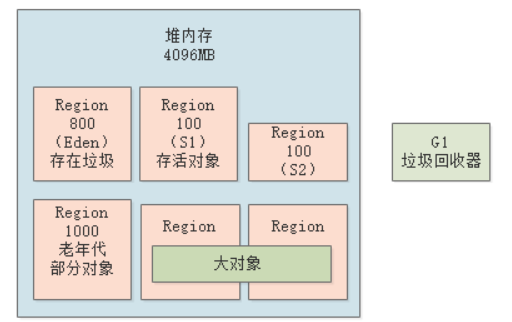 堆内存
4096MB
Region
800
(Eden)
存在垃圾
Region
100
(S1)
存活对象
Region
100
(S2)
G1
垃圾回收器
Region
1000
老年代
部分对象
Region
Region
大对象